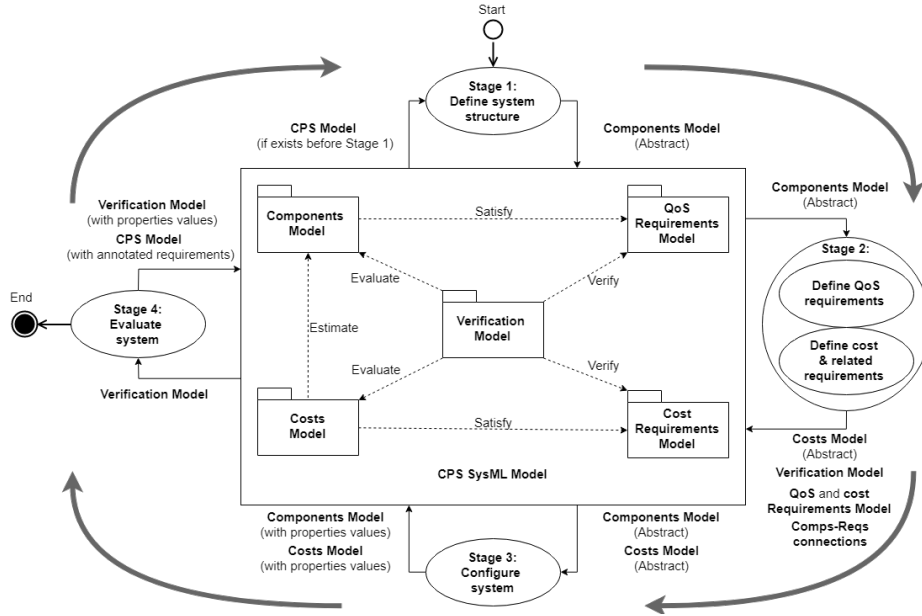 Start
Stage 1:
Define system
structure
CPS Model
(if exists before Stage 1)
Components Model
(Abstract)
Components Model
(Abstract)
Verification Model
(with properties values)
CPS Model
(with annotated requirements)
Components
Model
Satisfy
QoS
Requirements
Model
Stage 2:
Define QoS
requirements
Define cost
& related
requirements
Evaluate
Verify
End
Stage 4:
Evaluate
system
Estimate
Verification
Model
Evaluate
Verify
Verification Model
Costs
Model
Satisfy
Cost
Requirements
Model
Costs Model
(Abstract)
Verification Model
QoS and cost
Requirements Model
Comps-Reqs
connections
CPS SysML Model
Components Model
(with properties values)
Costs Model
(with properties values)
Components Model
(Abstract)
Costs Model
(Abstract)
Stage 3:
Configure
system